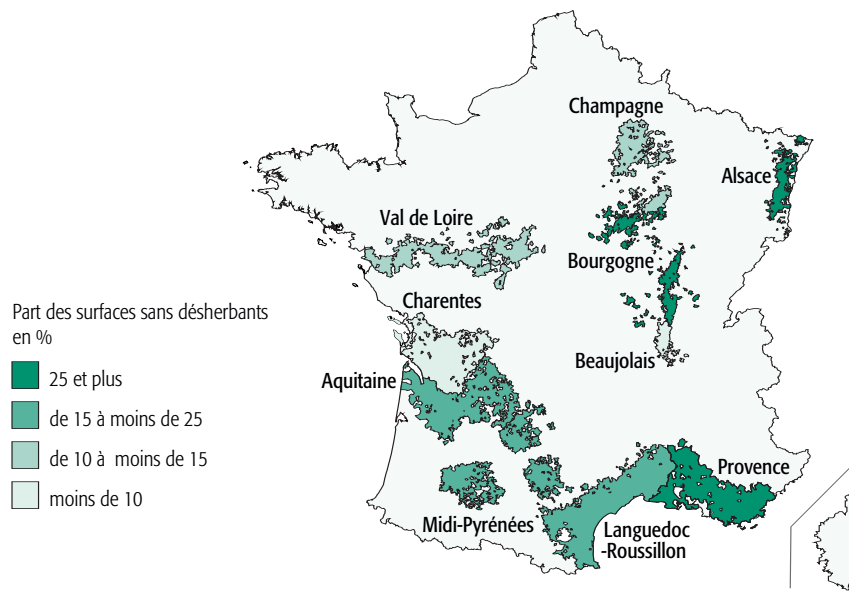 Champagne
Alsace
Val de Loire
Bourgogne
Charentes
Part des surfaces sans désherbants
en %
25 et plus
de 15 à moins de 25
de 10 à moins de 15
moins de 10
Beaujolais
Aquitaine
Provence
Midi-Pyrénées
Languedoc
-Roussillon